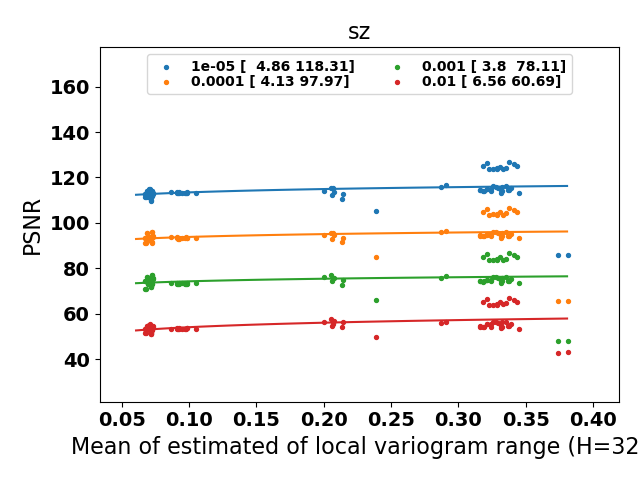 sz
1e-05 [  4.86 118.31]
0.0001 [ 4.13 97.97]
0.001 [ 3.8  78.11]
0.01 [ 6.56 60.69]
PSNR
160
140
120
100
80
60
40
0.05 0.10 0.15 0.20 0.25 0.30 0.35 0.40
Mean of estimated of local variogram range (H=32